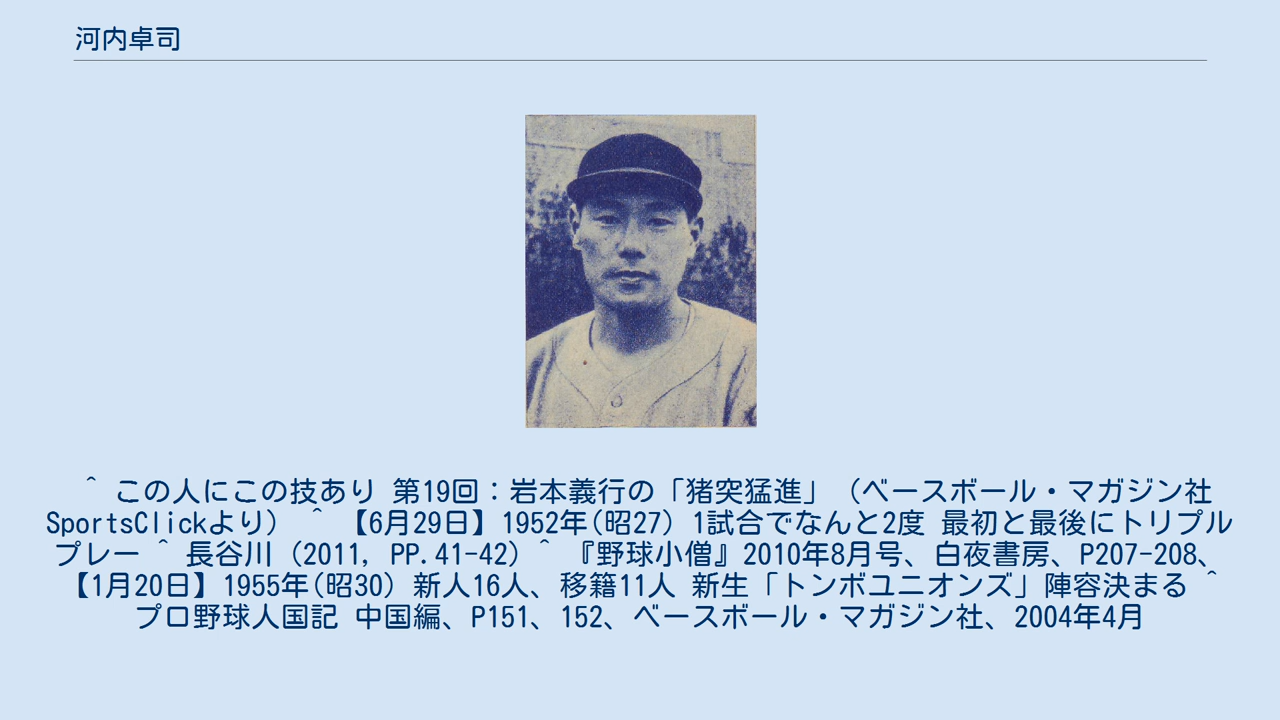 河内卓司
^ この人にこの技あり 第19回：岩本義行の「猪突猛進」（ベースボール・マガジン社
SportsClickより） ^ 【6月29日】1952年(昭27) 1試合でなんと2度 最初と最後にトリプル
プレー ^ 長谷川 (2011, PP.41-42) ^ 『野球小僧』2010年8月号、白夜書房、P207-208、
【1月20日】1955年(昭30) 新人16人、移籍11人 新生「トンボユニオンズ」陣容決まる ^
プロ野球人国記 中国編、P151、152、ベースボール・マガジン社、2004年4月